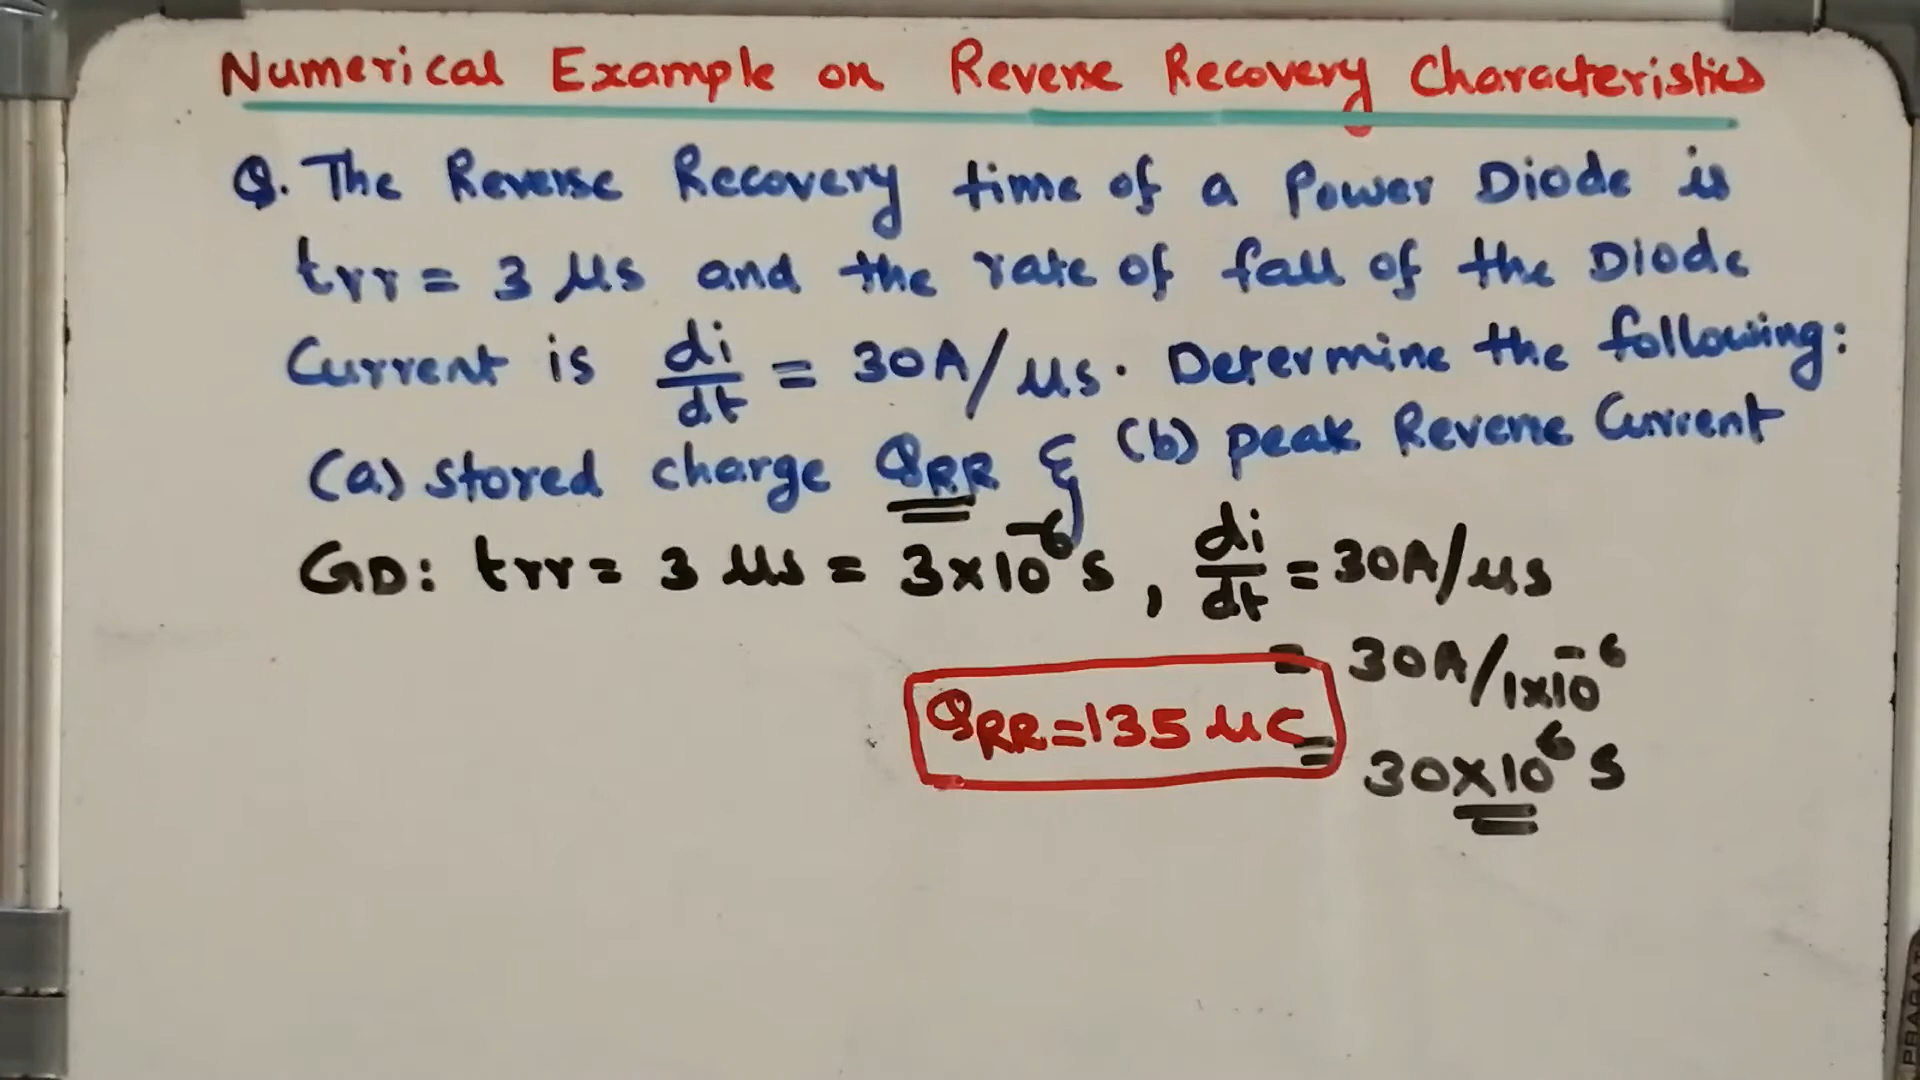 Numerical Example on Reverse Recovery Characteristics
Q. The Reverse Recovery time of a Power Diode is
trr = 3 µs and the rate of fall of the Diode
Current is di/dt = 30A/µs. Determine the following:
(a) stored charge QRR & (b) peak Reverse Current
GD: trr = 3 µs = 3×10⁻⁶ s, di/dt = 30A/µs
= 30A/1×10⁻⁶
QRR = 135 µC
= 30×10⁶ s